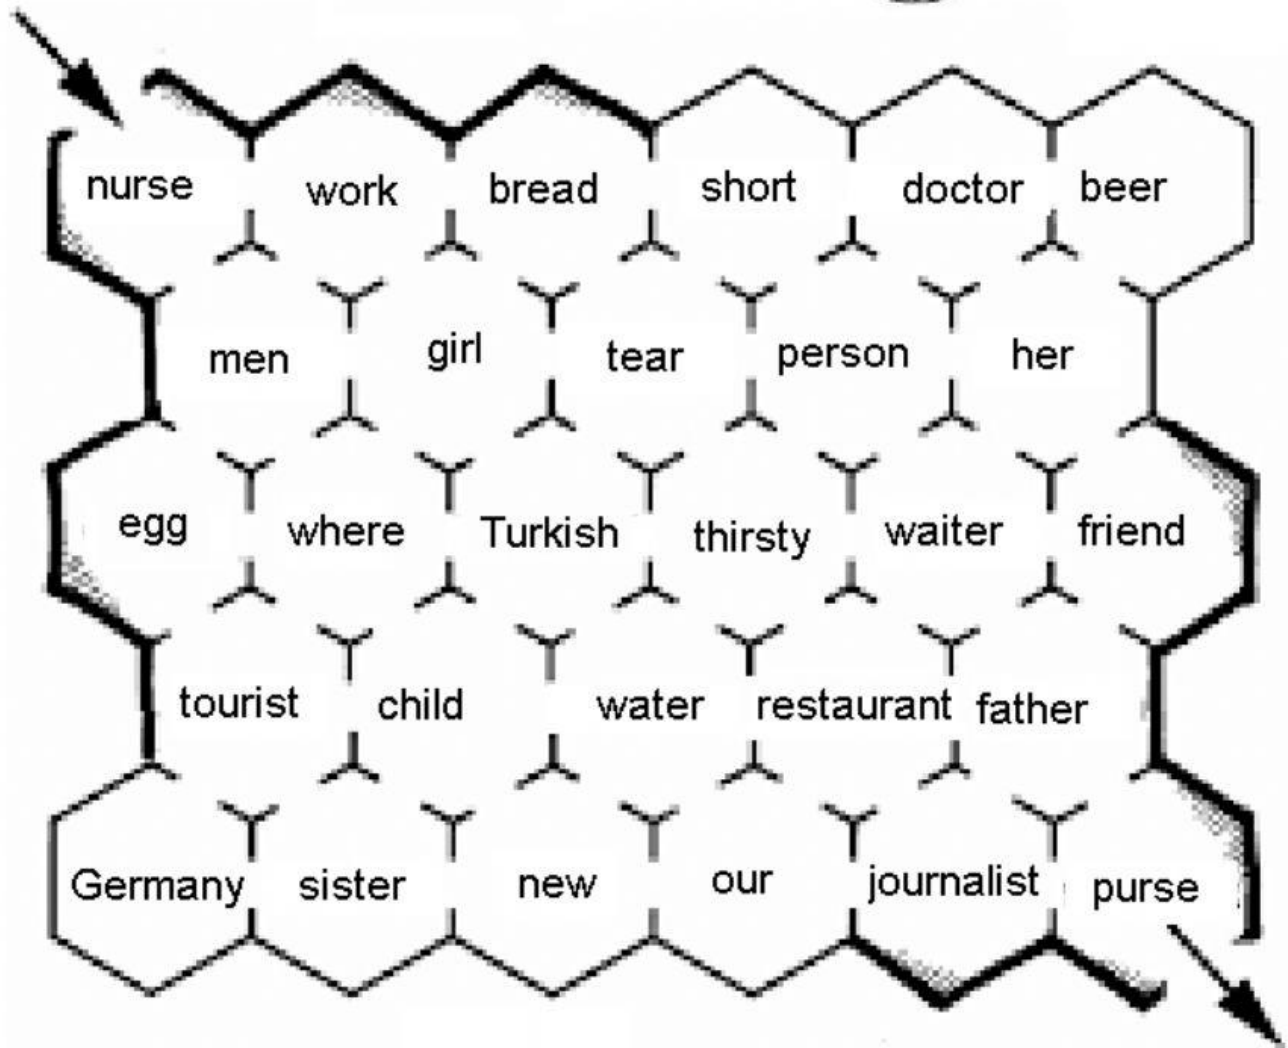 nurse work bread short doctor beer
men girl tear person her
egg where Turkish thirsty waiter friend
tourist child water restaurant father
Germany sister new our journalist purse